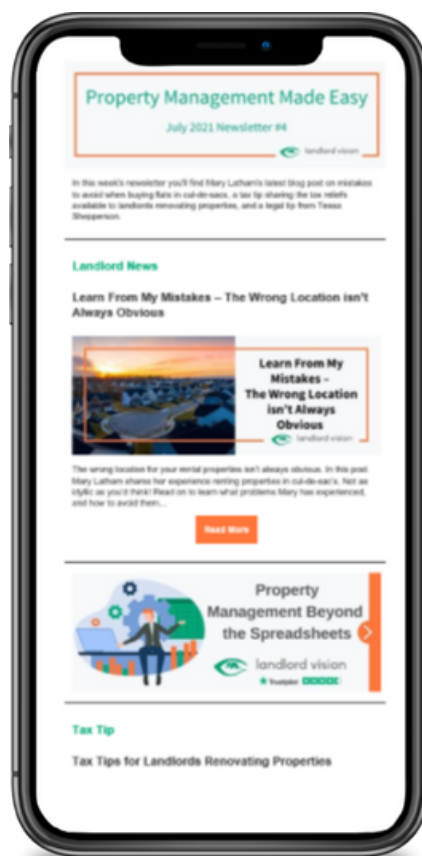 Property Management Made Easy
July 2021 Newsletter #4
landlord vision
In this week's newsletter you'll find Mary Latham's latest blog post on mistakes
to avoid when buying flats in cul-de-sacs, a tax tip sharing the tax reliefs
available to landlords renovating properties, and a legal tip from Tessa
Shepperson.
Landlord News
Learn From My Mistakes – The Wrong Location isn't
Always Obvious
Learn From My
Mistakes –
The Wrong Location
isn't Always
Obvious
landlord vision
The wrong location for your rental properties isn't always obvious. In this post
Mary Latham shares her experience renting properties in cul-de-sac's. Not as
idyllic as you'd think! Read on to learn what problems Mary has experienced,
and how to avoid them...
Read More
Property
Management Beyond
the Spreadsheets
landlord vision
Trustpilot
Tax Tip
Tax Tips for Landlords Renovating Properties